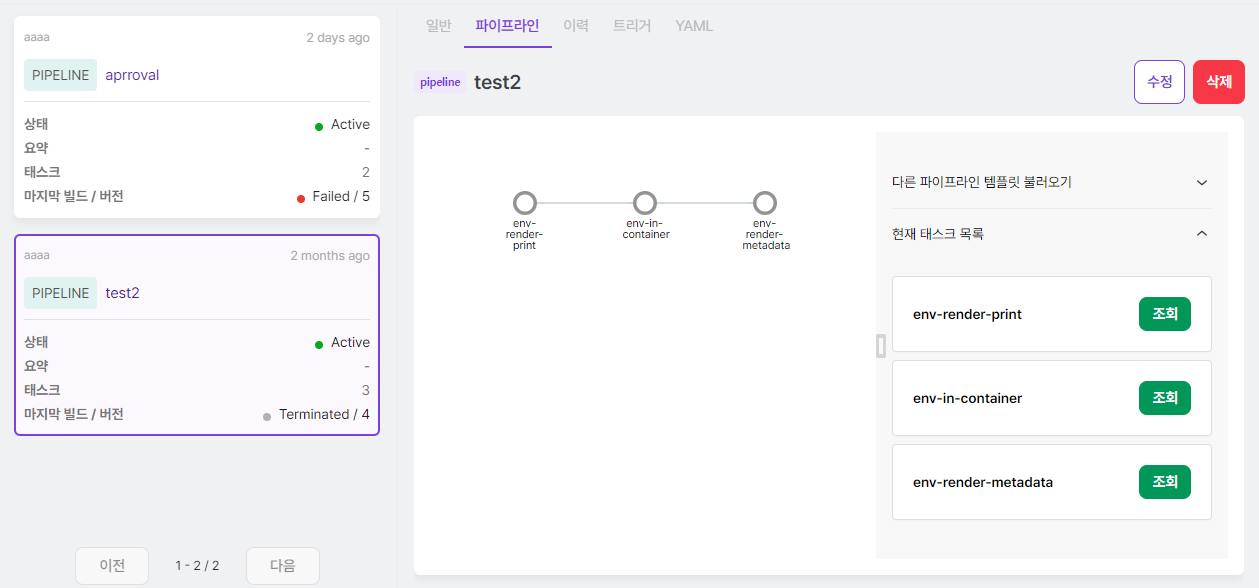 aaaa 2 days ago
PIPELINE aprroval
상태 Active
요약 -
태스크 2
마지막 빌드 / 버전 Failed / 5
aaaa 2 months ago
PIPELINE test2
상태 Active
요약 -
태스크 3
마지막 빌드 / 버전 Terminated / 4
이전 1 - 2 / 2 다음
일반 파이프라인 이력 트리거 YAML
pipeline test2 수정 삭제
env-
render-
print
env-in-
container
env-
render-
metadata
다른 파이프라인 템플릿 불러오기
현재 태스크 목록
env-render-print 조회
env-in-container 조회
env-render-metadata 조회